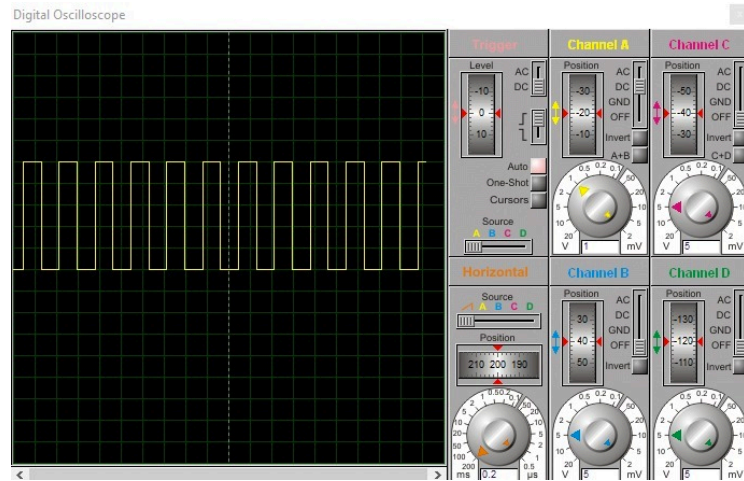 Digital Oscilloscope
Trigger
Level
AC
DC
-10
0
10
Auto
One-Shot
Cursors
Source
A B C D
Channel A
Position
AC
DC
GND
OFF
-30
-20
-10
Invert
A+B
V
1
mV
Channel C
Position
AC
DC
GND
OFF
-50
-40
-30
Invert
C+D
V
5
mV
Horizontal
Source
A B C D
Position
210 200 190
ms
0.2
µs
Channel B
Position
AC
DC
GND
OFF
30
40
50
Invert
V
5
mV
Channel D
Position
AC
DC
GND
OFF
-130
-120
-110
Invert
V
5
mV